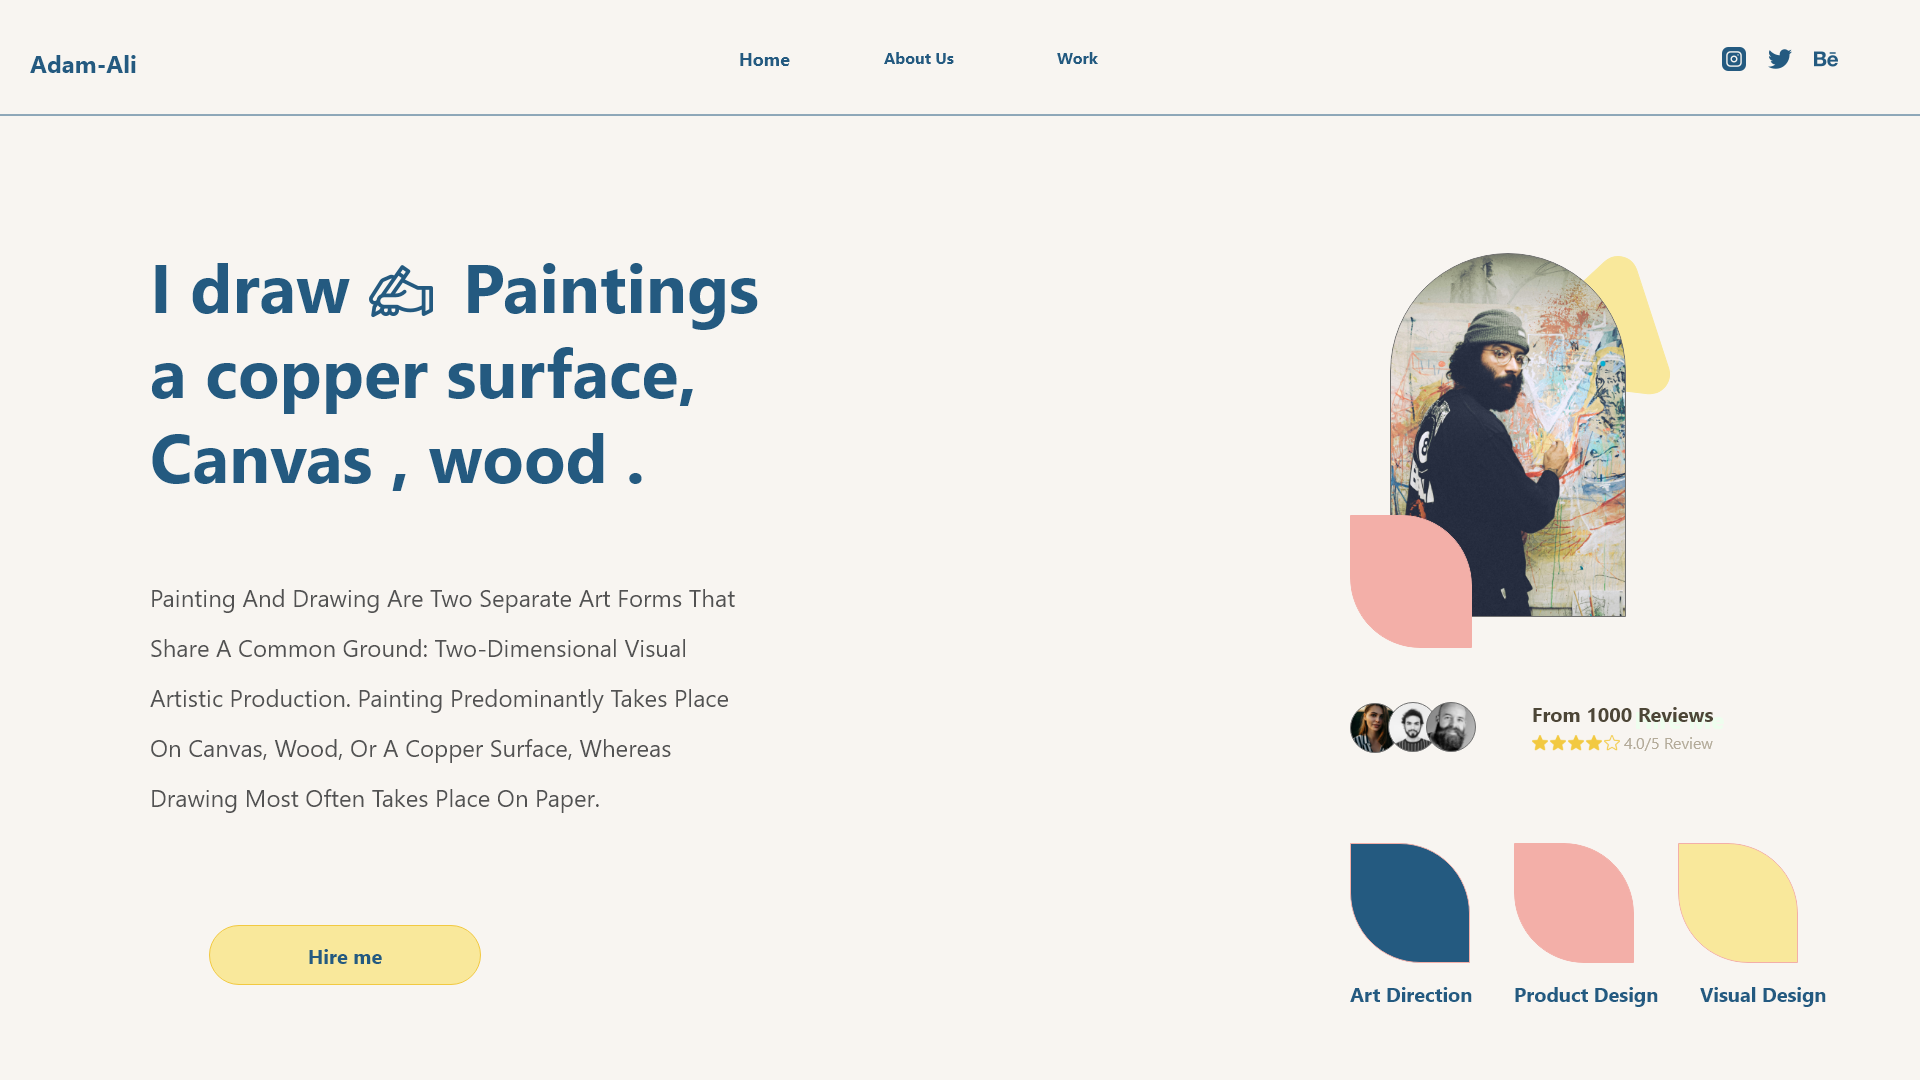 Adam-Ali
Home
About Us
Work
Bē
I draw ✍ Paintings
a copper surface,
Canvas , wood .
Painting And Drawing Are Two Separate Art Forms That
Share A Common Ground: Two-Dimensional Visual
Artistic Production. Painting Predominantly Takes Place
On Canvas, Wood, Or A Copper Surface, Whereas
Drawing Most Often Takes Place On Paper.
Hire me
8
From 1000 Reviews
4.0/5 Review
Art Direction
Product Design
Visual Design